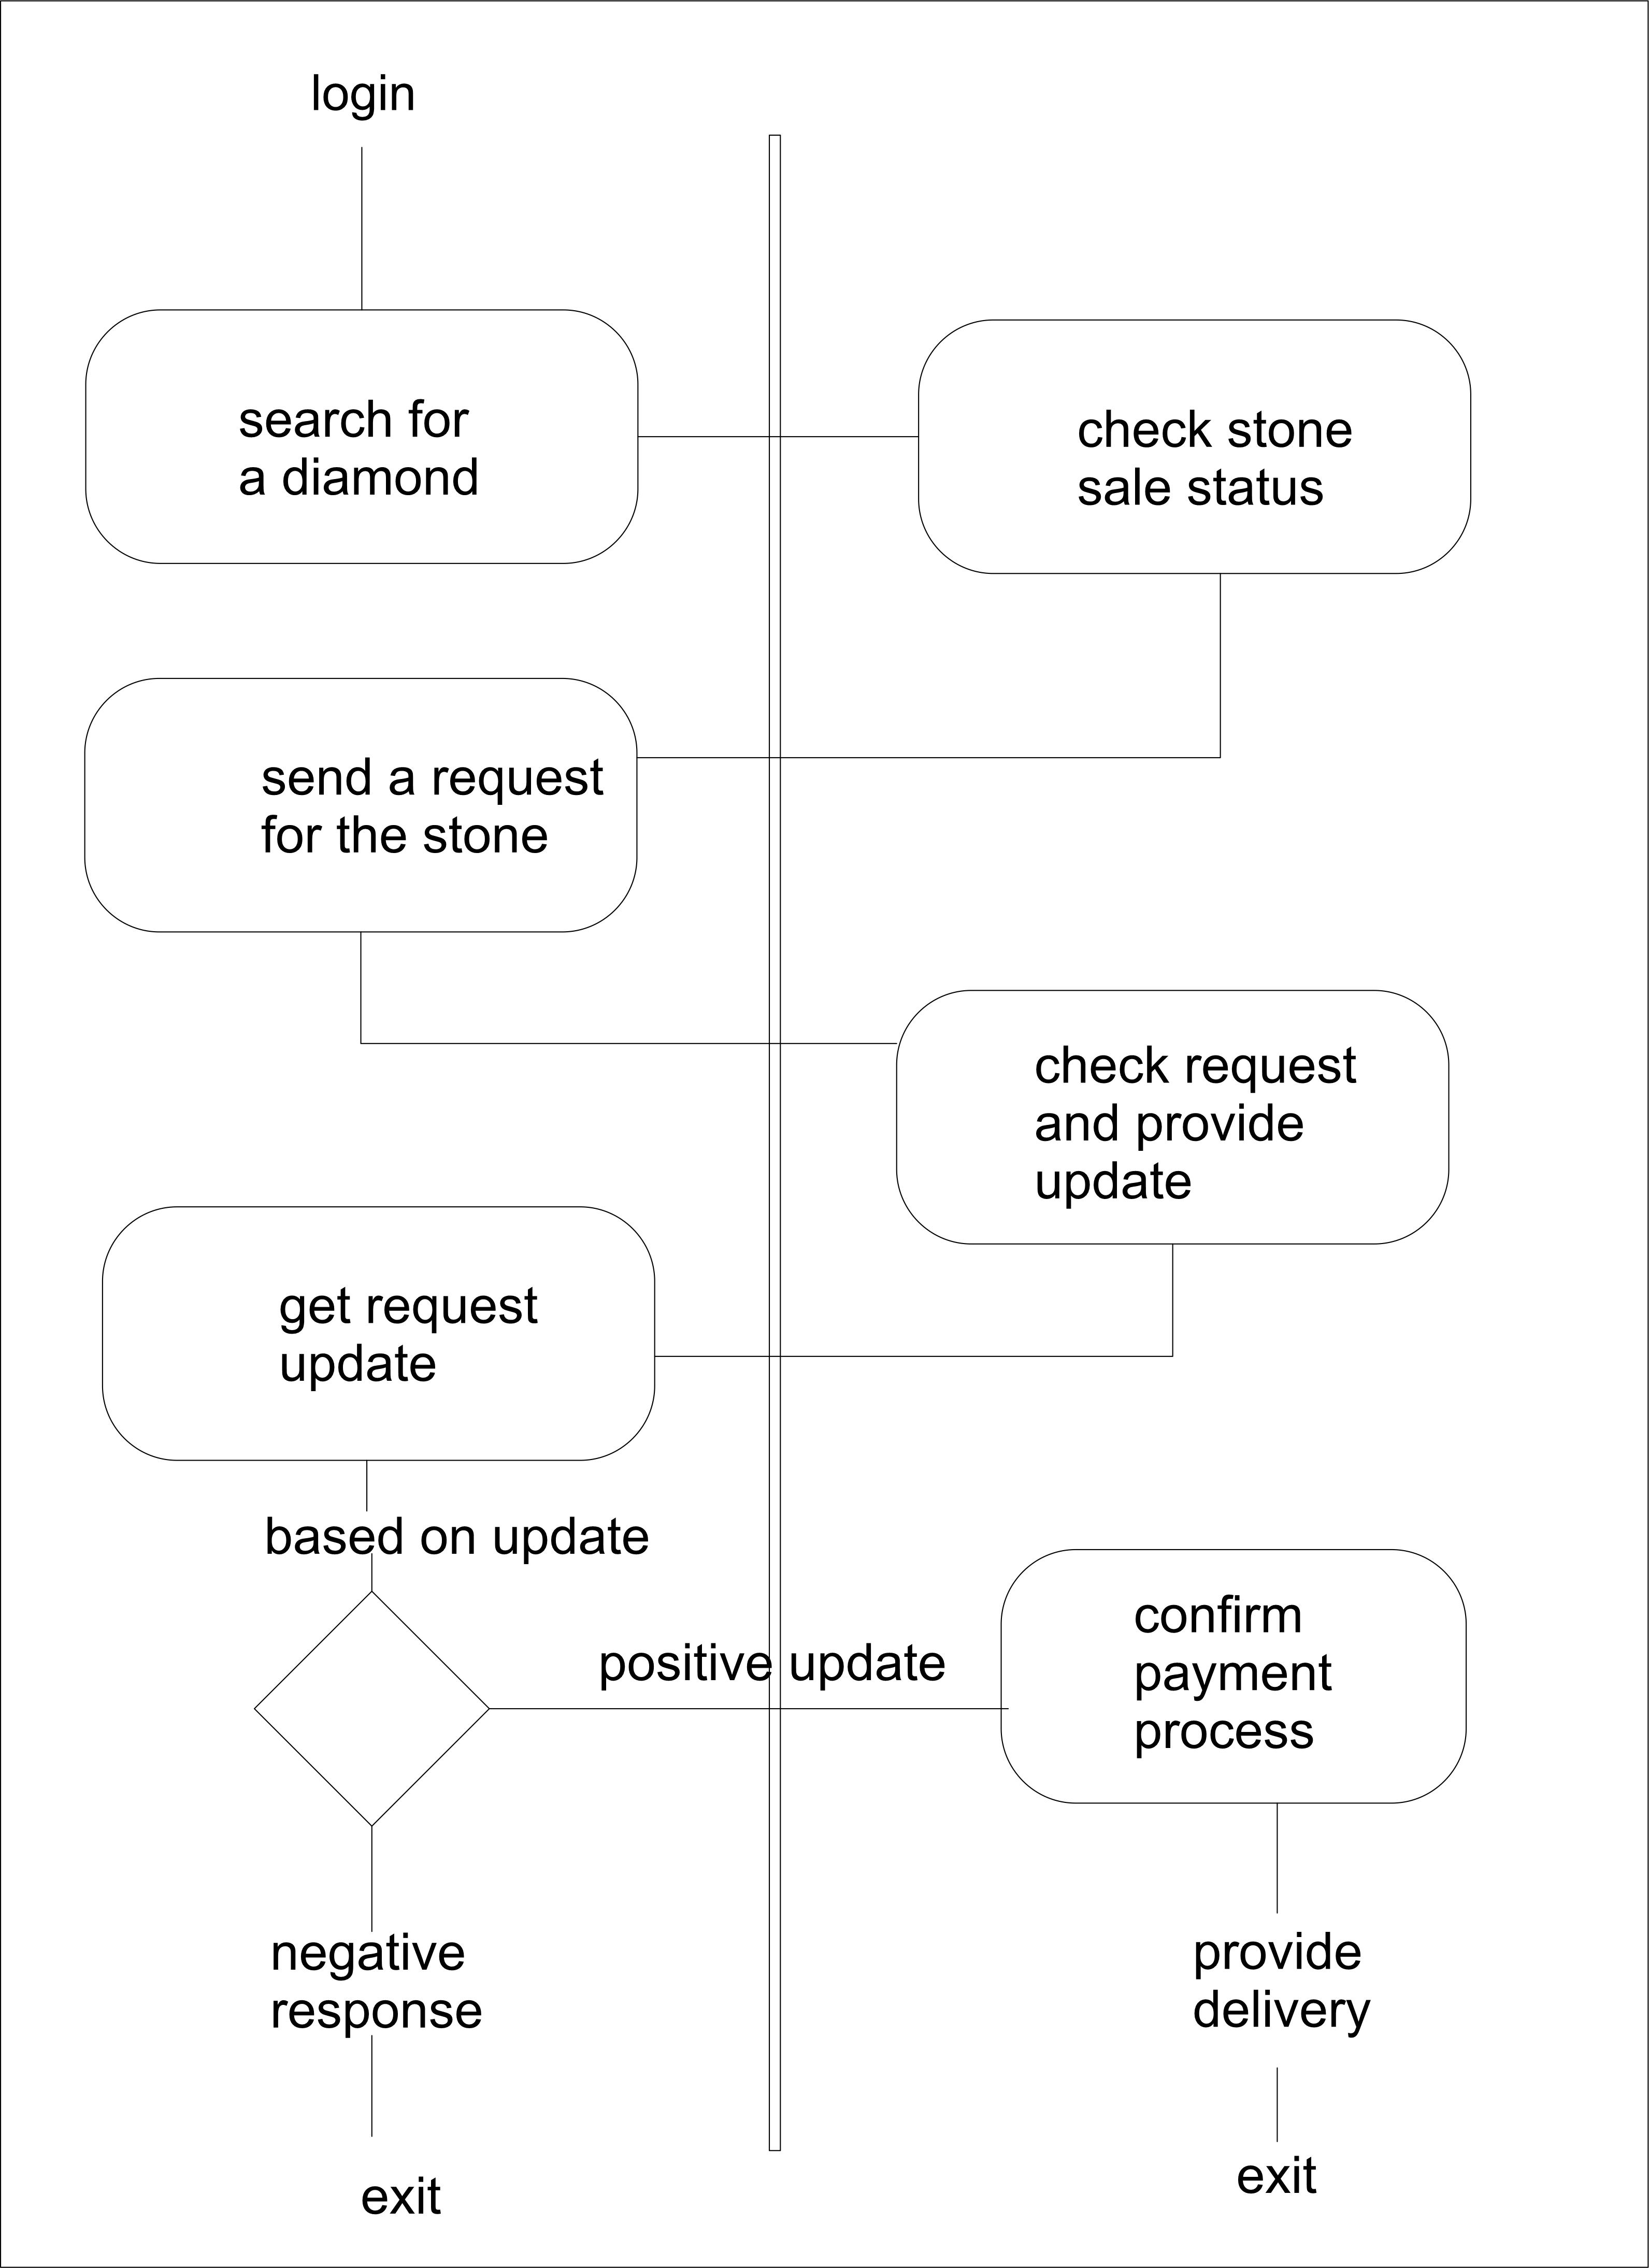 login
search for
a diamond
check stone
sale status
send a request
for the stone
check request
and provide
update
get request
update
based on update
positive update
confirm
payment
process
negative
response
provide
delivery
exit
exit